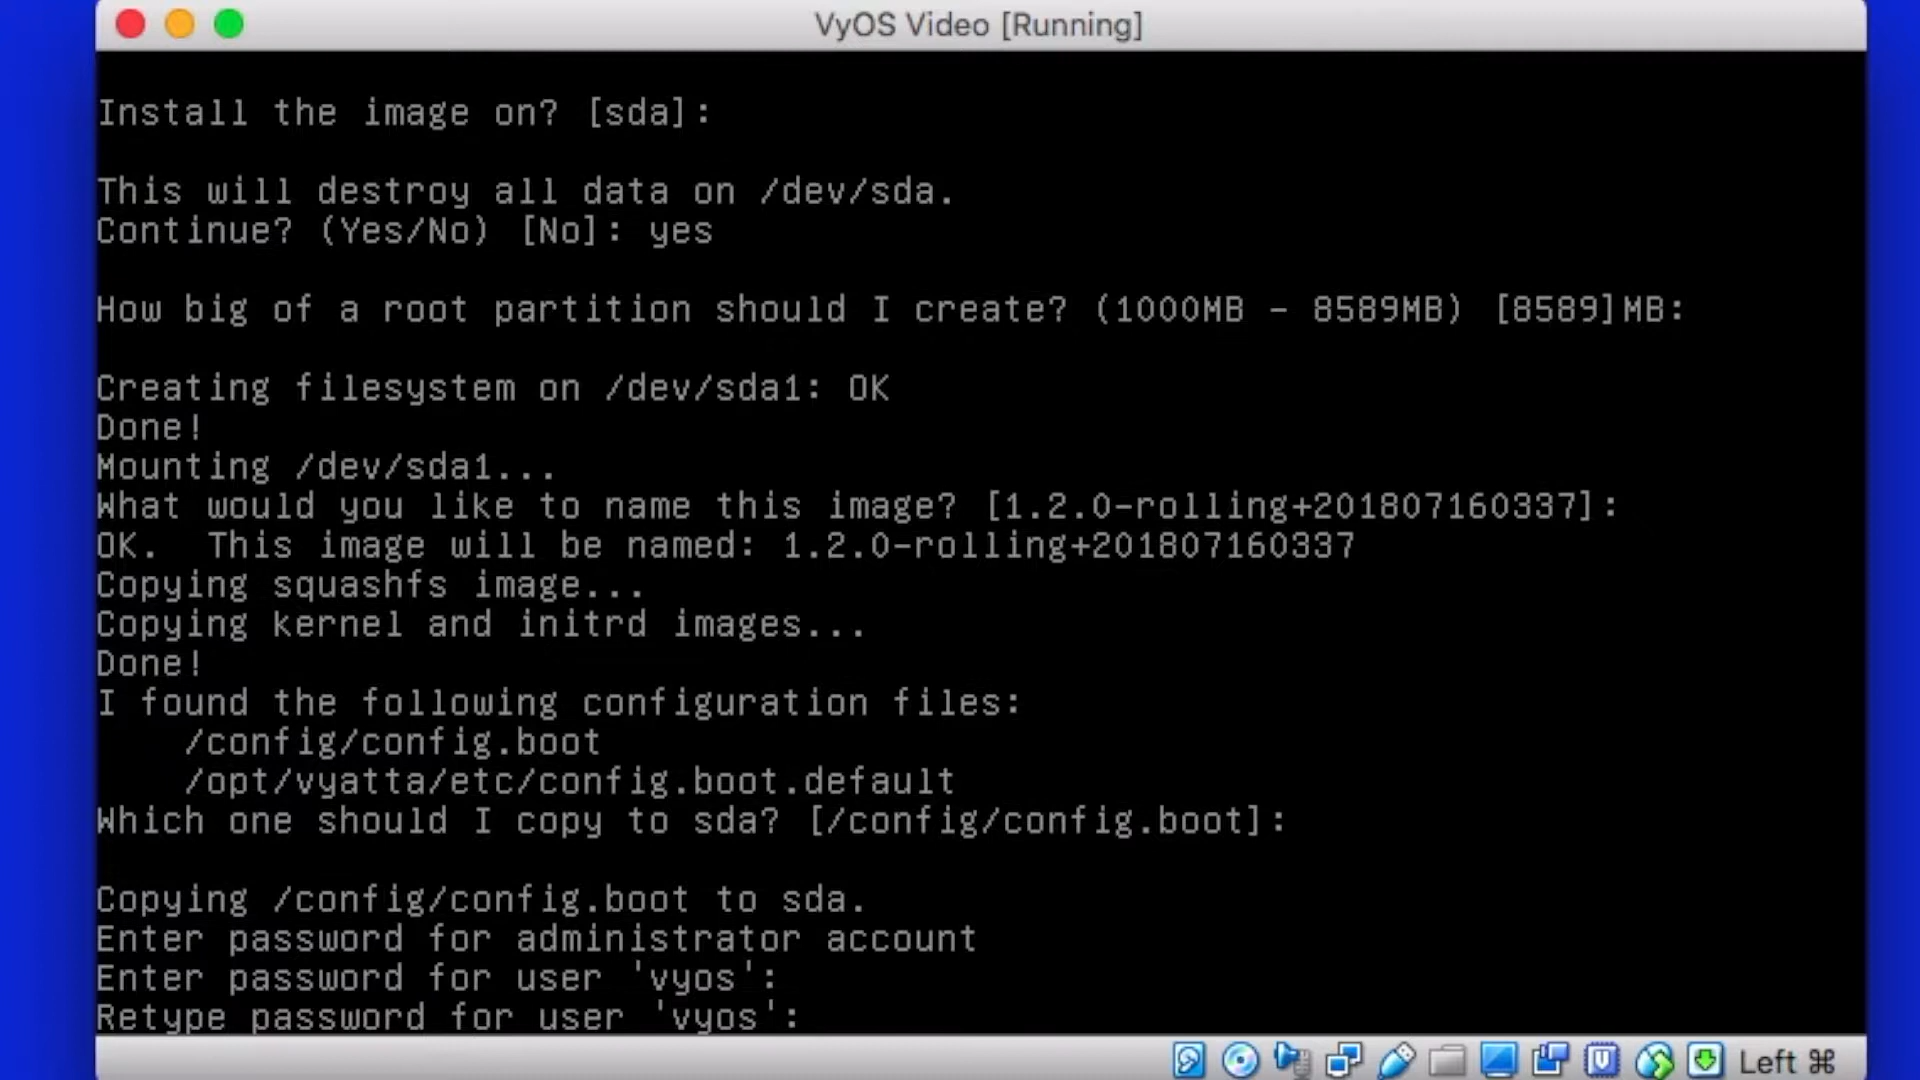 VyOS Video [Running]
Install the image on? [sda]:
This will destroy all data on /dev/sda.
Continue? (Yes/No) [No]: yes
How big of a root partition should I create? (1000MB - 8589MB) [8589]MB:
Creating filesystem on /dev/sda1: OK
Done!
Mounting /dev/sda1...
What would you like to name this image? [1.2.0-rolling+201807160337]:
OK.  This image will be named: 1.2.0-rolling+201807160337
Copying squashfs image...
Copying kernel and initrd images...
Done!
I found the following configuration files:
    /config/config.boot
    /opt/vyatta/etc/config.boot.default
Which one should I copy to sda? [/config/config.boot]:
Copying /config/config.boot to sda.
Enter password for administrator account
Enter password for user 'vyos':
Retype password for user 'vyos':
Left ⌘